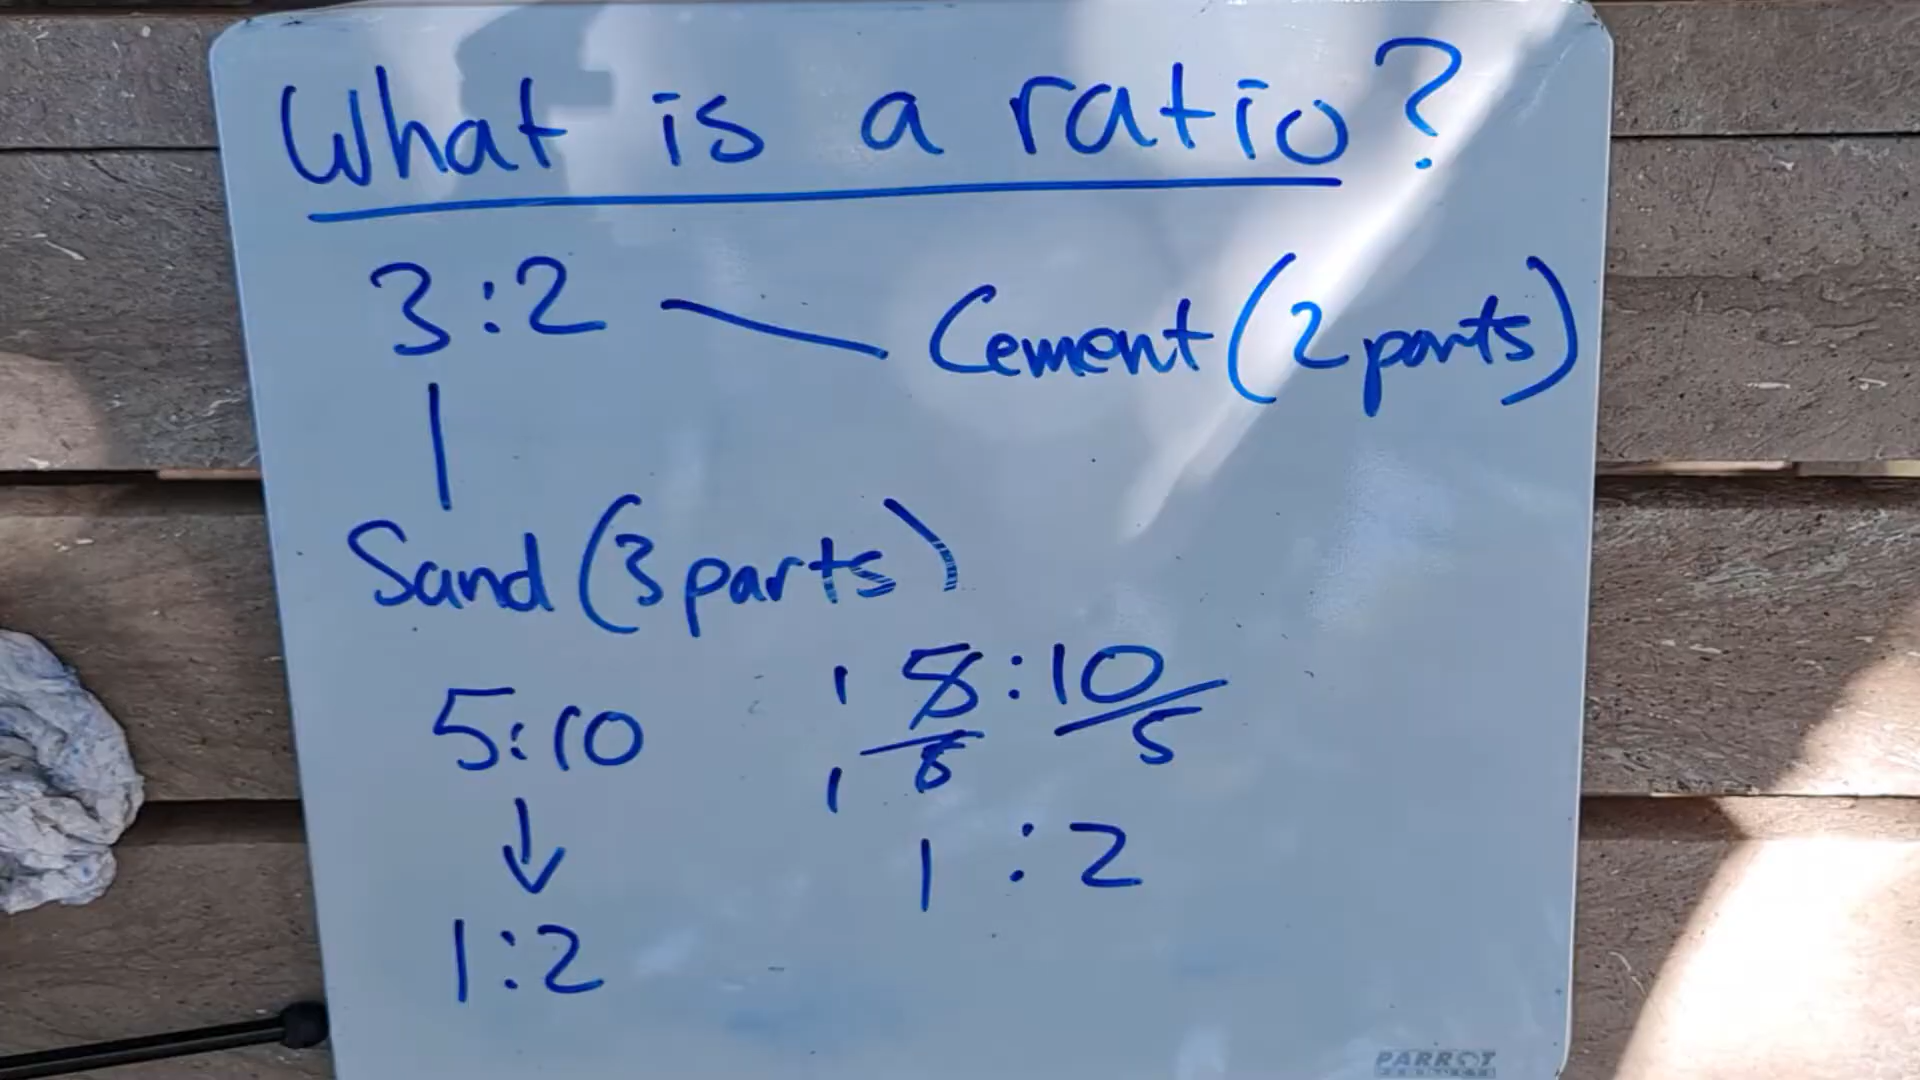 What is a ratio?
3:2
Cement (2 parts)
Sand (3 parts)
5:10
1 5:10
1 5 5
1:2
1:2
PARROT